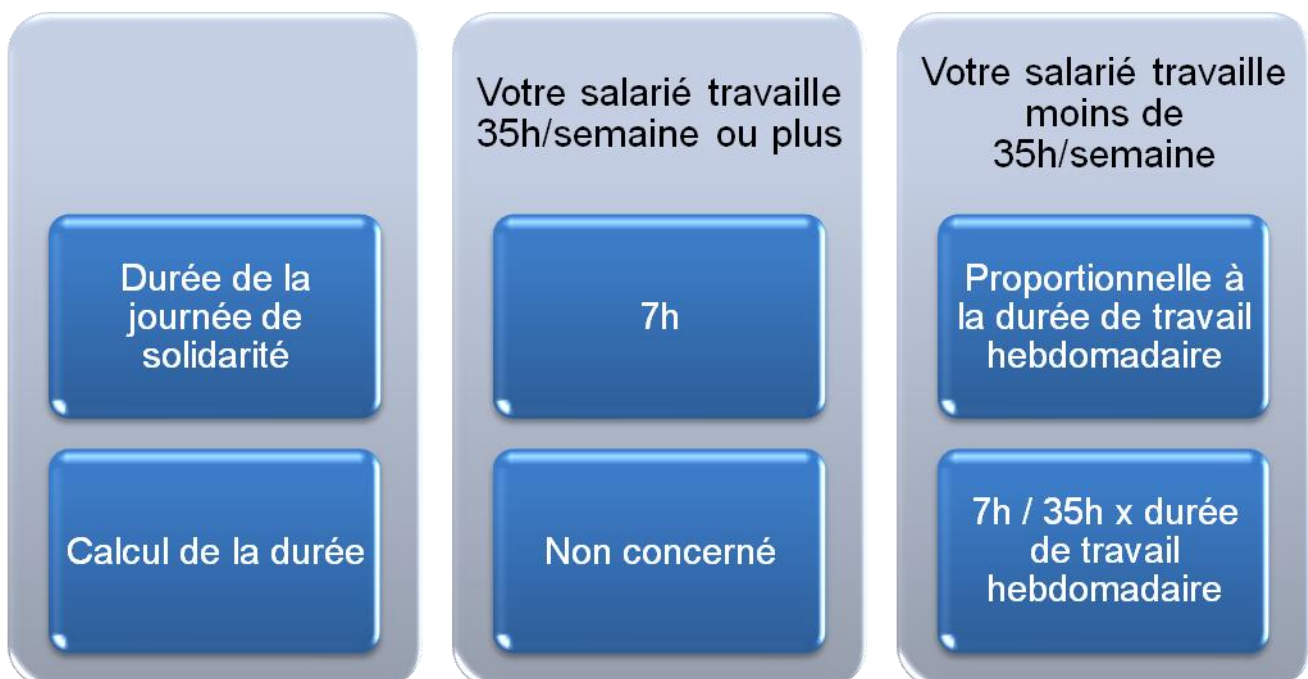 Votre salarié travaille
35h/semaine ou plus
Votre salarié travaille
moins de
35h/semaine
Durée de la
journée de
solidarité
7h
Proportionnelle à
la durée de travail
hebdomadaire
Calcul de la durée
Non concerné
7h / 35h x durée
de travail
hebdomadaire